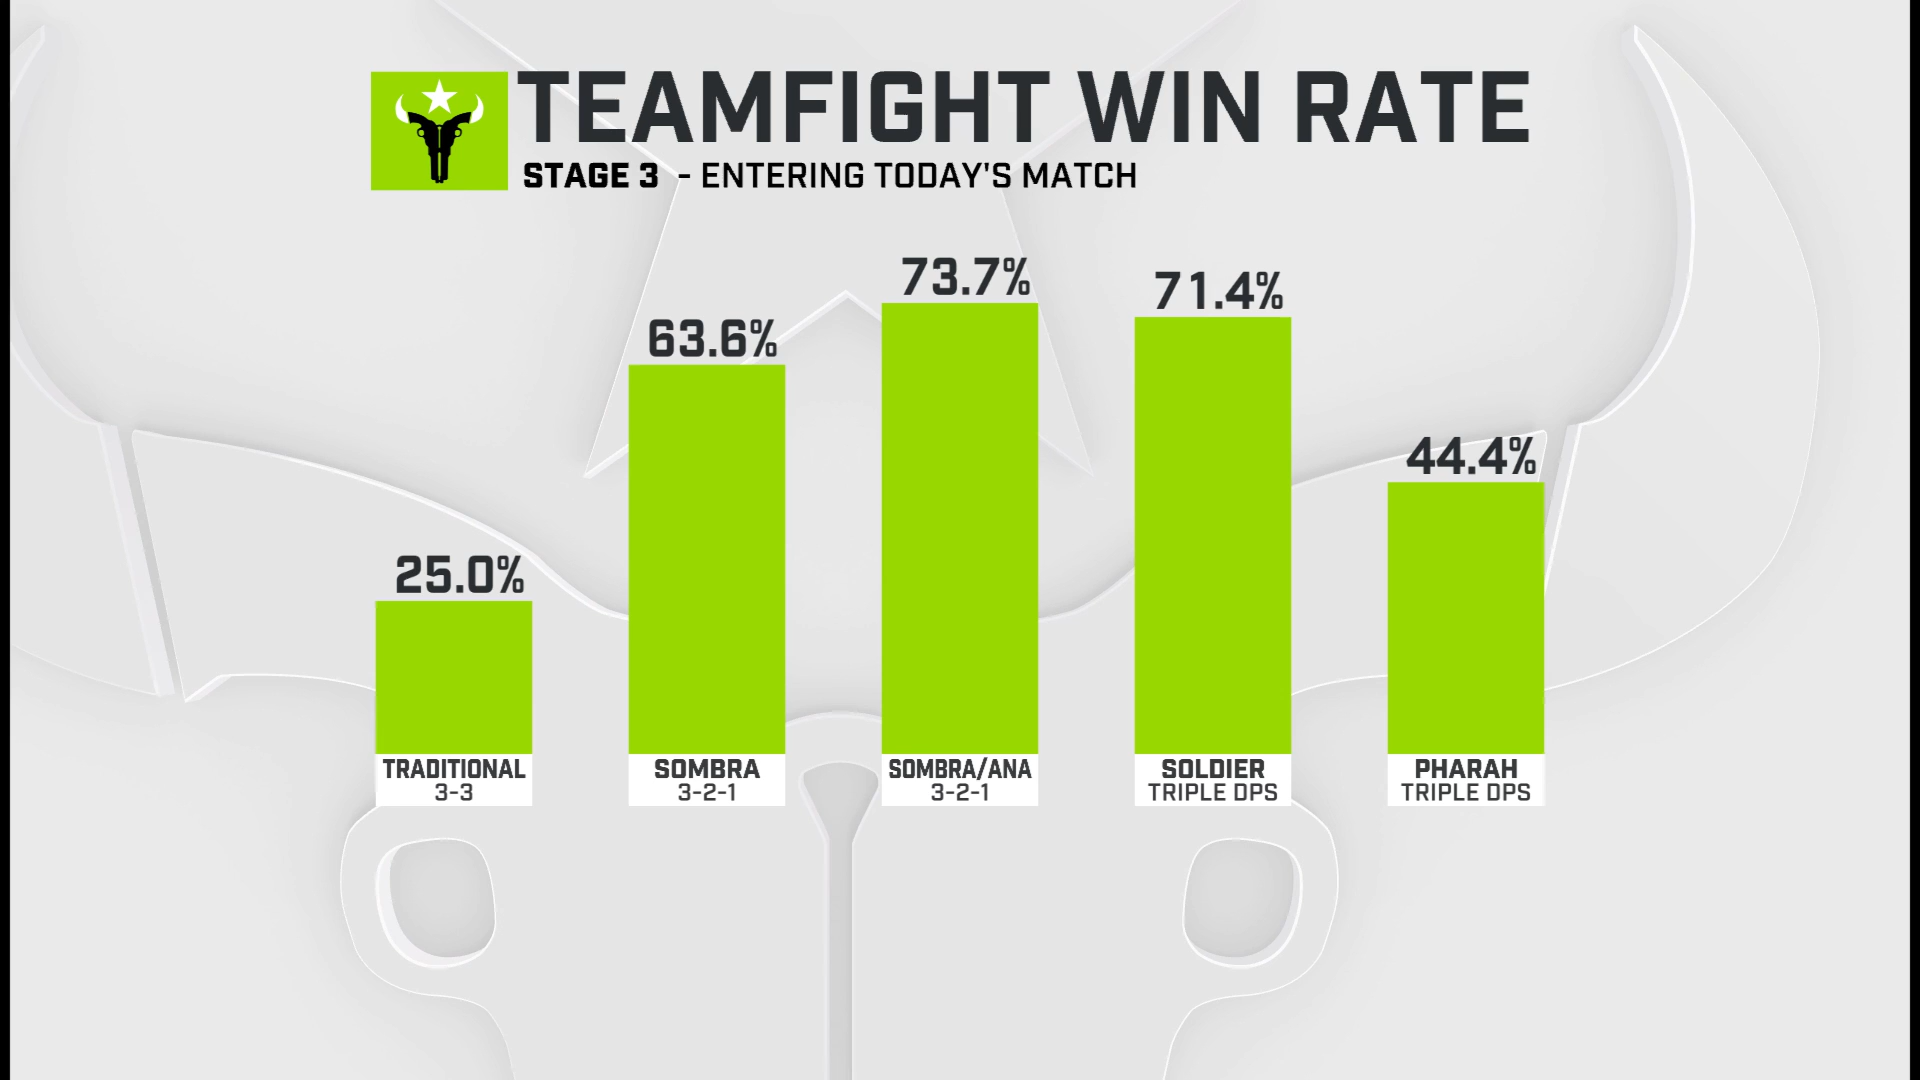 TEAMFIGHT WIN RATE
STAGE 3 - ENTERING TODAY'S MATCH
25.0%
63.6%
73.7%
71.4%
44.4%
TRADITIONAL
3-3
SOMBRA
3-2-1
SOMBRA/ANA
3-2-1
SOLDIER
TRIPLE DPS
PHARAH
TRIPLE DPS